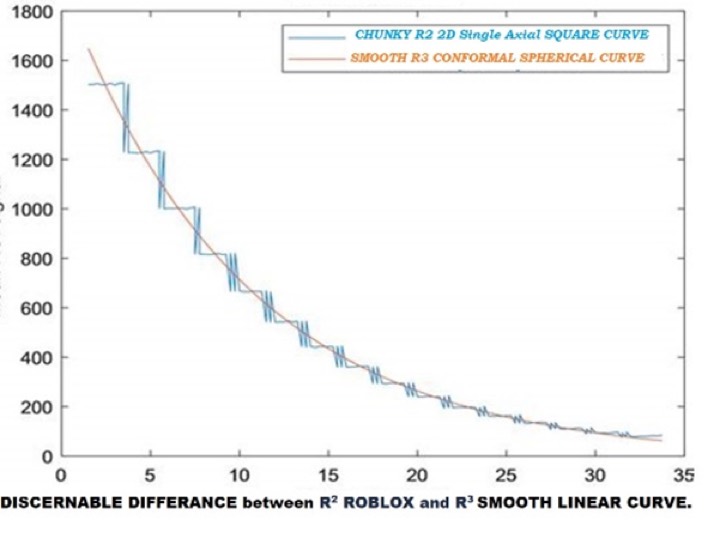 1800
1600
1400
1200
1000
800
600
400
200
0
CHUNKY R2 2D Single Axial SQUARE CURVE
SMOOTH R3 CONFORMAL SPHERICAL CURVE
0 5 10 15 20 25 30 35
DISCERNABLE DIFFERANCE between R² ROBLOX and R³ SMOOTH LINEAR CURVE.